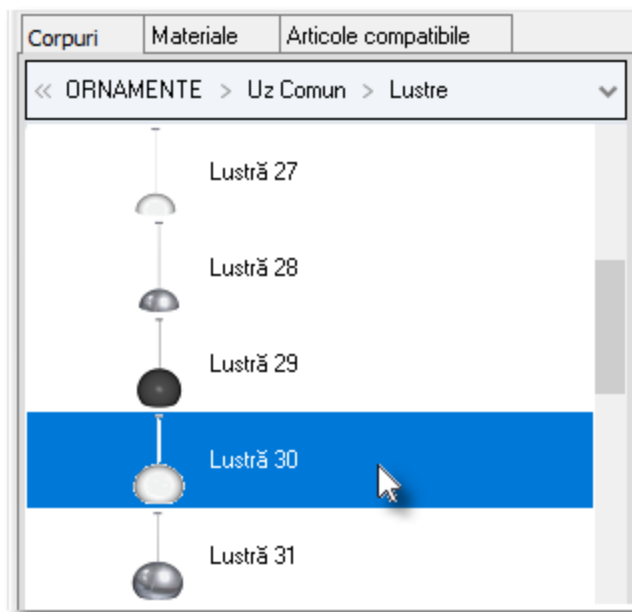 Corpuri Materiale Articole compatibile
« ORNAMENTE > Uz Comun > Lustre
Lustră 27
Lustră 28
Lustră 29
Lustră 30
Lustră 31